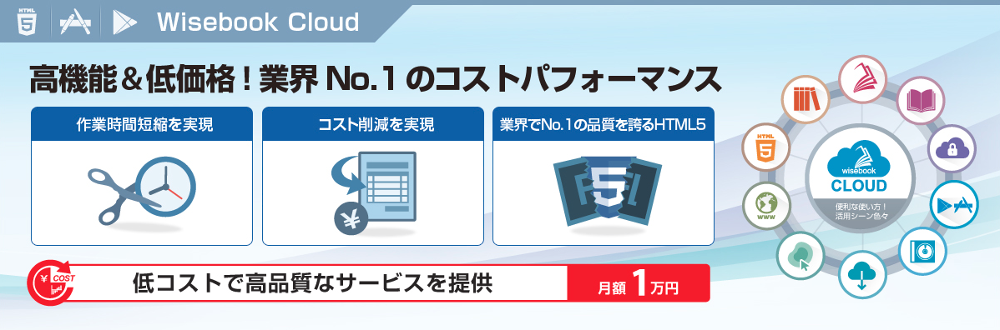 HTML
5
Wisebook Cloud
高機能＆低価格！業界 No.1 のコストパフォーマンス
作業時間短縮を実現
コスト削減を実現
業界でNo.1の品質を誇るHTML5
¥
5
¥ COST
低コストで高品質なサービスを提供
月額 1万円
HTML
5
www
wisebook
CLOUD
便利な使い方！
活用シーン色々